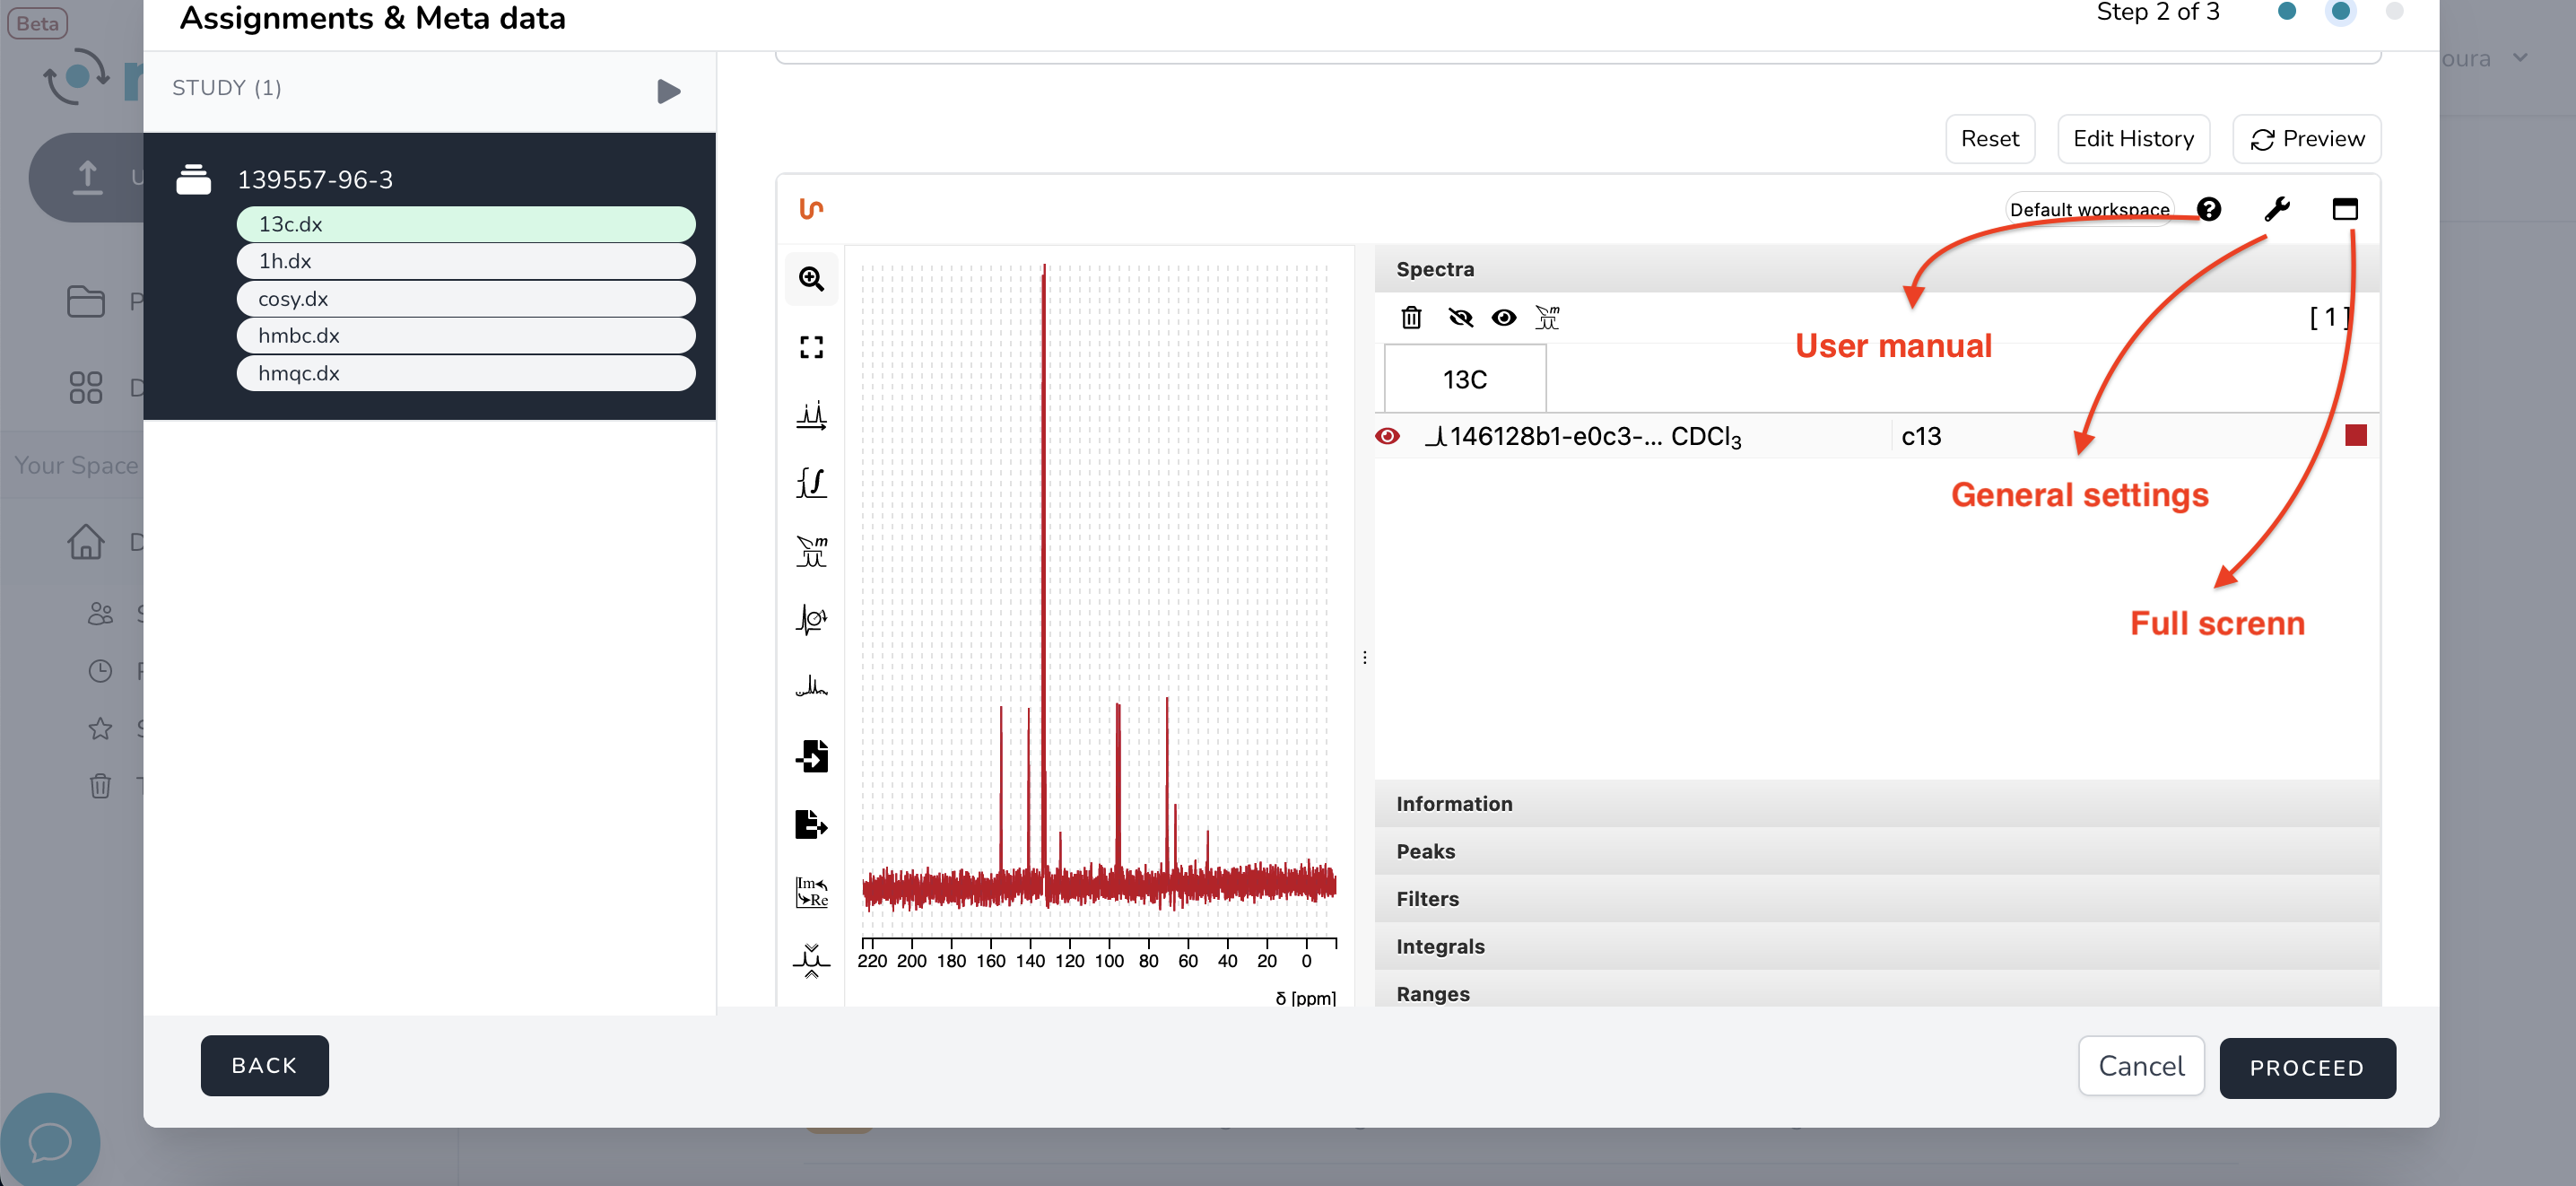 Beta
Assignments & Meta data
Step 2 of 3
oura
STUDY (1)
139557-96-3
13c.dx
1h.dx
cosy.dx
hmbc.dx
hmqc.dx
Your Space
Reset
Edit History
Preview
Default workspace
Spectra
[ 1 ]
User manual
13C
146128b1-e0c3-... CDCl3
c13
General settings
Full screnn
m
m
Im
Re
220 200 180 160 140 120 100 80 60 40 20 0
δ [ppm]
Information
Peaks
Filters
Integrals
Ranges
BACK
Cancel
PROCEED